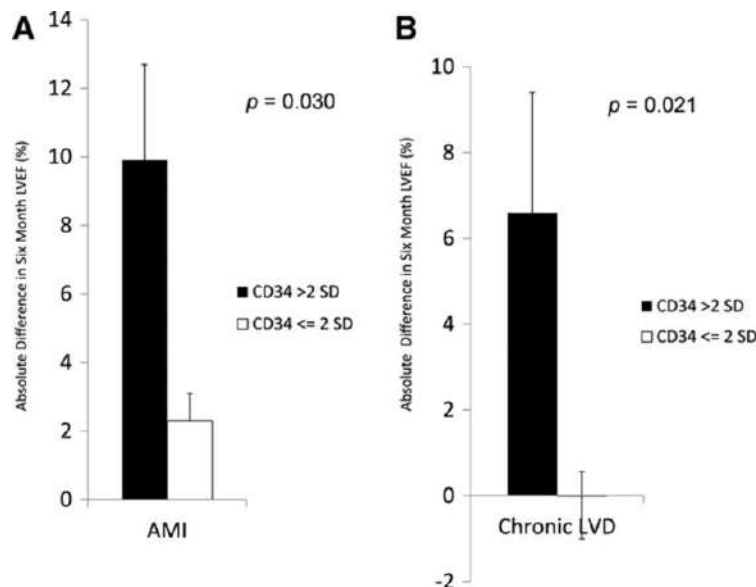 A
Absolute Difference in Six Month LVEF (%)
14
12
10
8
6
4
2
0
p = 0.030
CD34 >2 SD
CD34 <= 2 SD
AMI
B
Absolute Difference in Six Month LVEF (%)
10
8
6
4
2
0
-2
p = 0.021
CD34 >2 SD
CD34 <= 2 SD
Chronic LVD